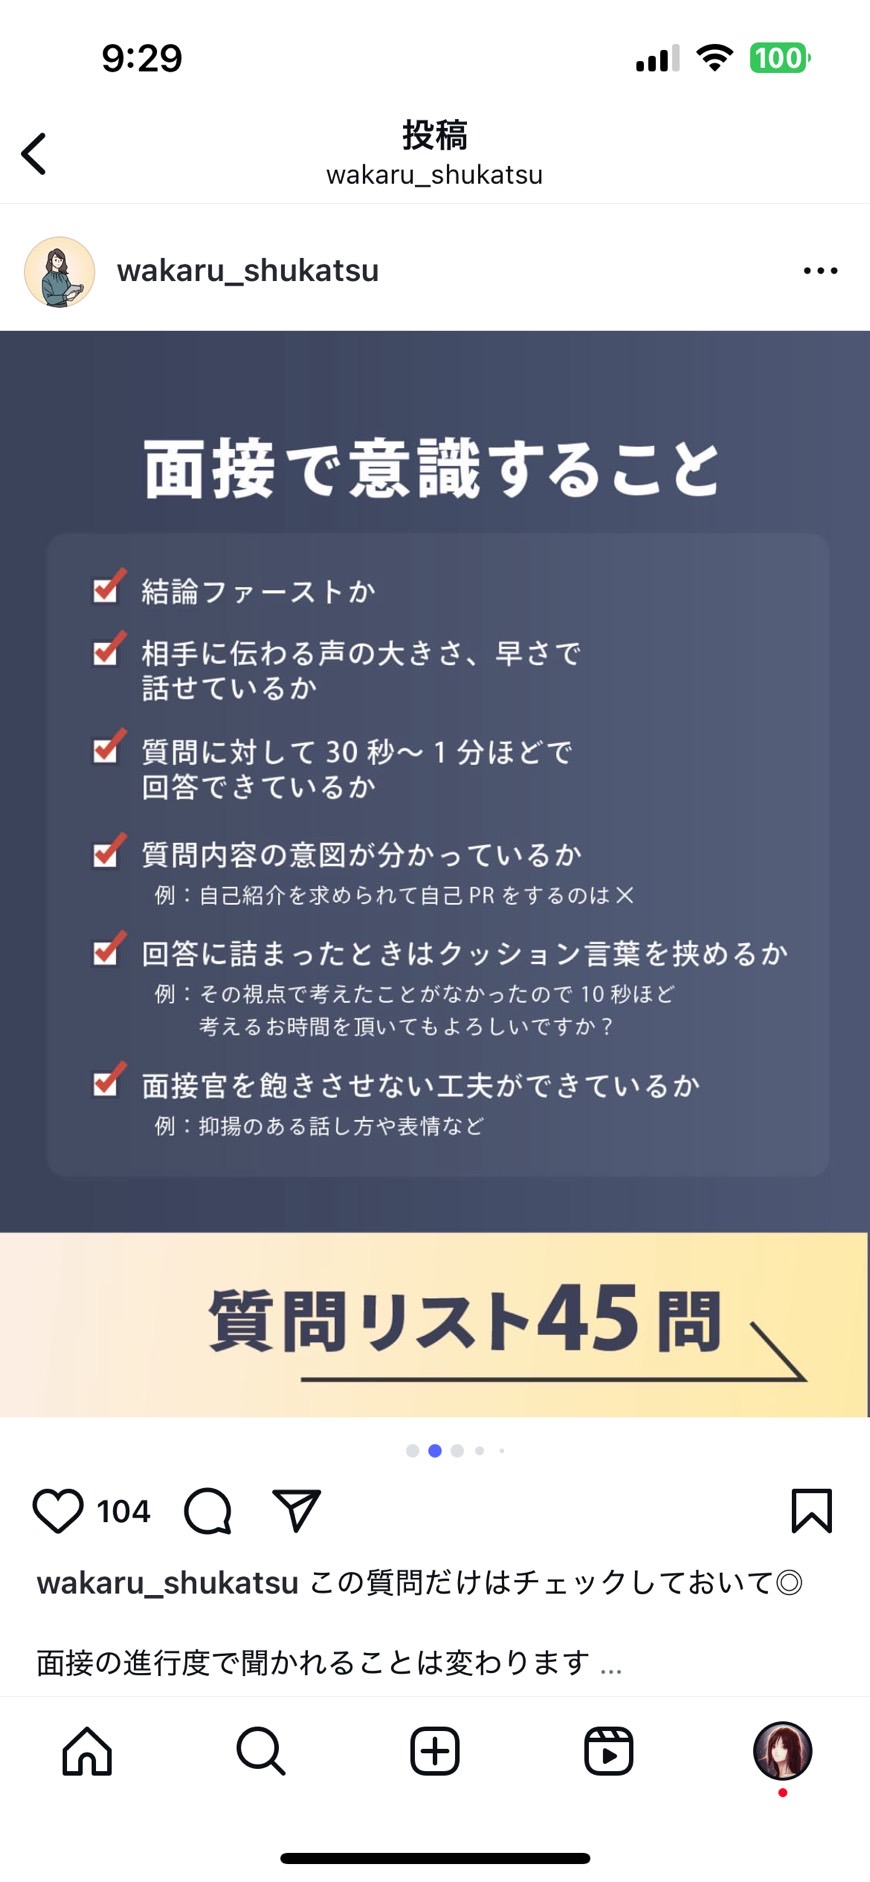 9:29
100
投稿
wakaru_shukatsu
wakaru_shukatsu
面接で意識すること
結論ファーストか
相手に伝わる声の大きさ、早さで
話せているか
質問に対して30秒〜1分ほどで
回答できているか
質問内容の意図が分かっているか
例：自己紹介を求められて自己PRをするのは✕
回答に詰まったときはクッション言葉を挟めるか
例：その視点で考えたことがなかったので10秒ほど
考えるお時間を頂いてもよろしいですか？
面接官を飽きさせない工夫ができているか
例：抑揚のある話し方や表情など
質問リスト45問
104
wakaru_shukatsu この質問だけはチェックしておいて◎
面接の進行度で聞かれることは変わります ...